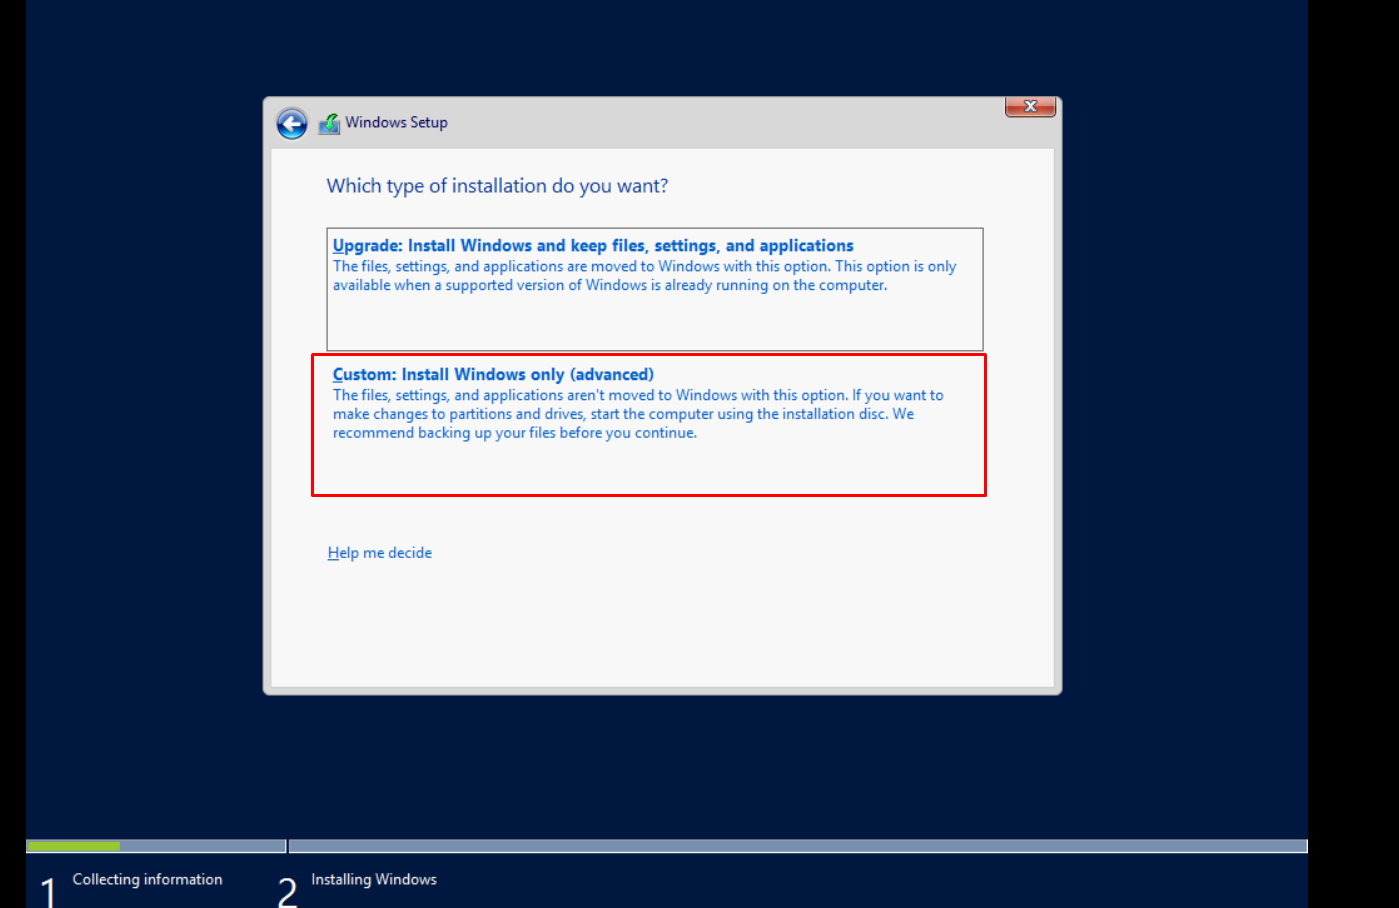 Windows Setup
Which type of installation do you want?
Upgrade: Install Windows and keep files, settings, and applications
The files, settings, and applications are moved to Windows with this option. This option is only
available when a supported version of Windows is already running on the computer.
Custom: Install Windows only (advanced)
The files, settings, and applications aren't moved to Windows with this option. If you want to
make changes to partitions and drives, start the computer using the installation disc. We
recommend backing up your files before you continue.
Help me decide
1 Collecting information
2 Installing Windows